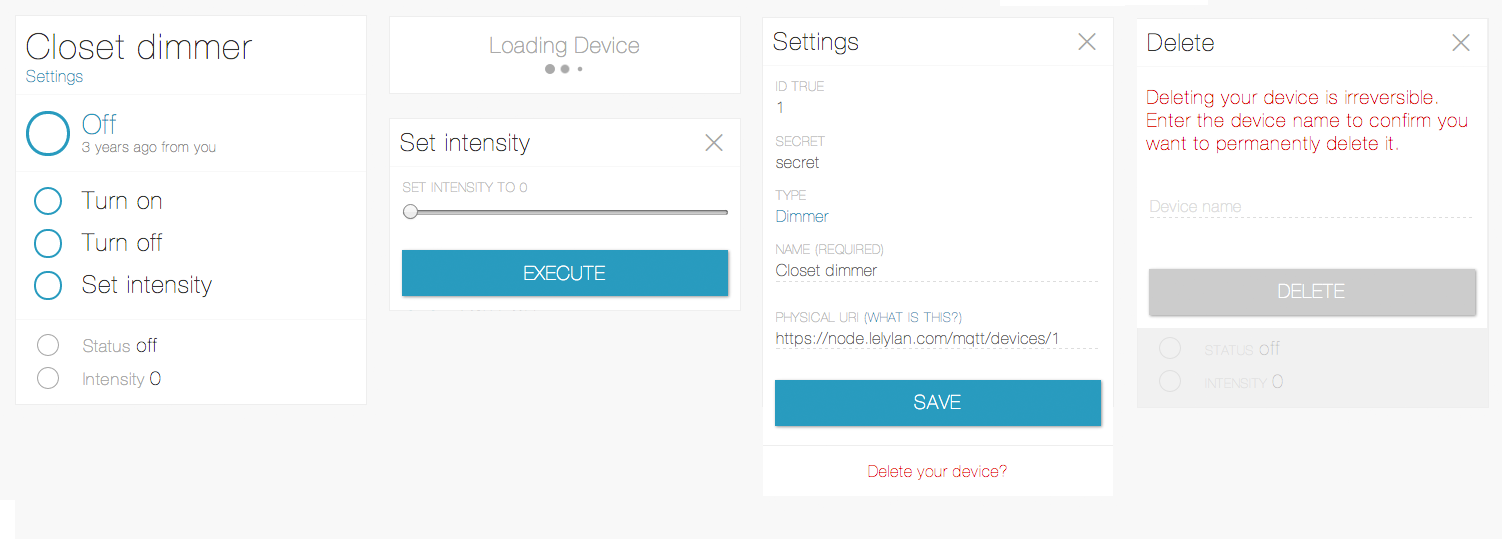 Closet dimmer
Settings
Off
3 years ago from you
Turn on
Turn off
Set intensity
Status off
Intensity 0
Loading Device
Set intensity
SET INTENSITY TO 0
EXECUTE
Settings
ID TRUE
1
SECRET
secret
TYPE
Dimmer
NAME (REQUIRED)
Closet dimmer
PHYSICAL URI (WHAT IS THIS?)
https://node.lelylan.com/mqtt/devices/1
SAVE
Delete your device?
Delete
Deleting your device is irreversible.
Enter the device name to confirm you
want to permanently delete it.
Device name
DELETE
STATUS off
INTENSITY 0